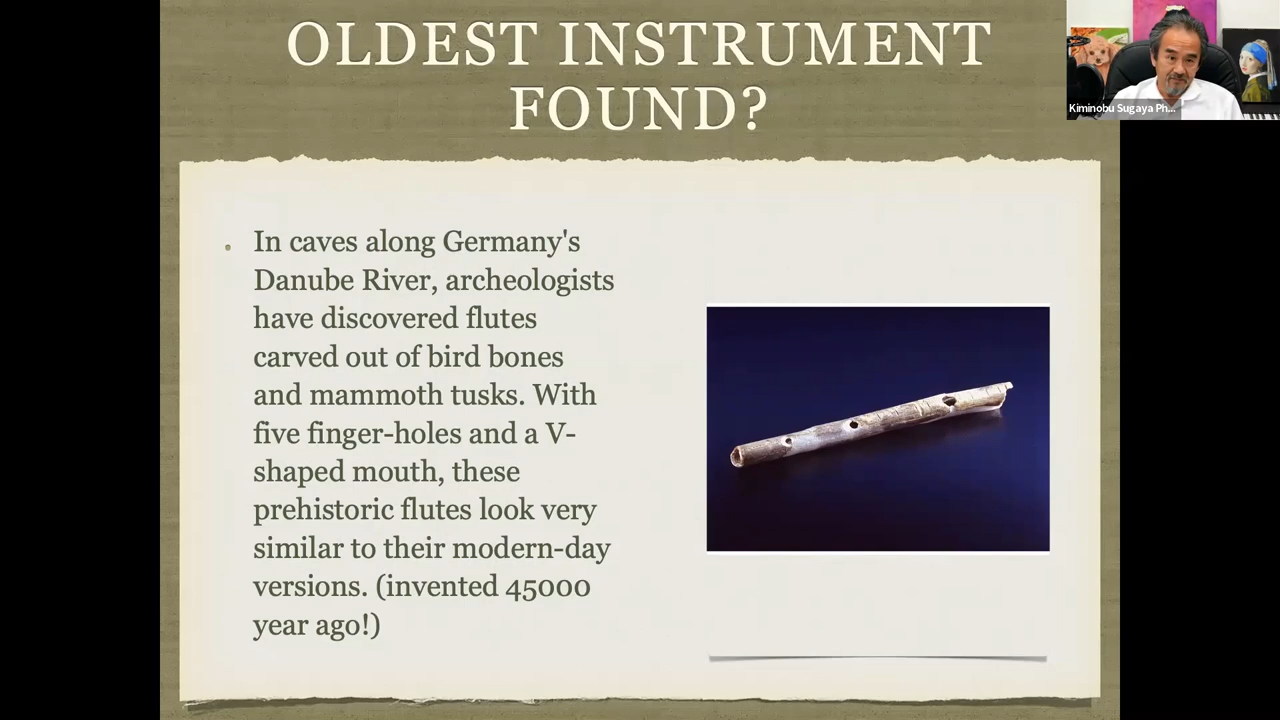 OLDEST INSTRUMENT
FOUND?
Kiminobu Sugaya Ph...
In caves along Germany's
Danube River, archeologists
have discovered flutes
carved out of bird bones
and mammoth tusks. With
five finger-holes and a V-
shaped mouth, these
prehistoric flutes look very
similar to their modern-day
versions. (invented 45000
year ago!)